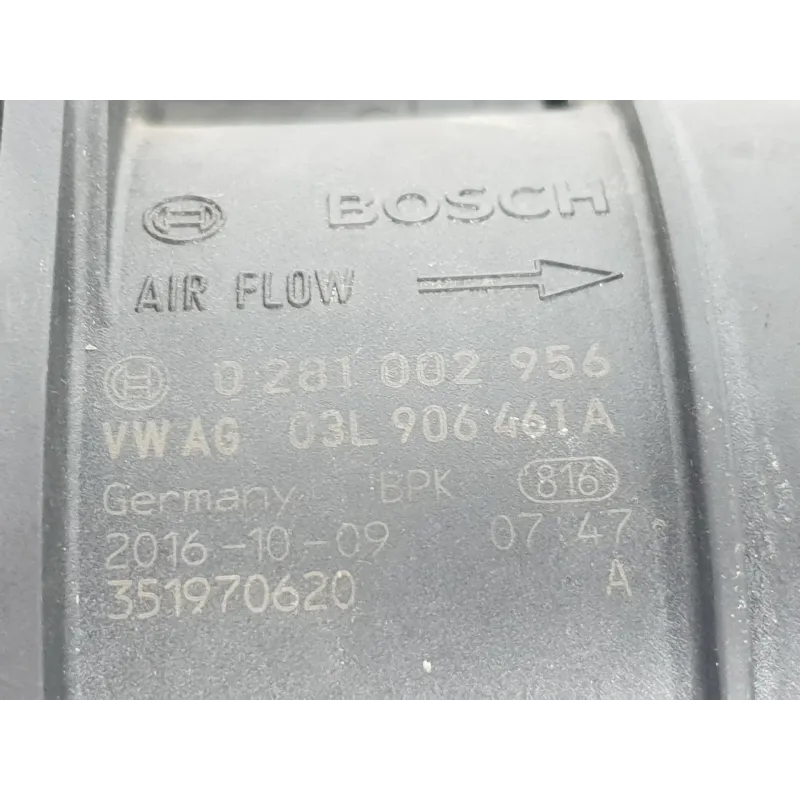 BOSCH
AIR FLOW
0 281 002 956
VW AG 03L 906 461 A
Germany BPK 816
2016-10-09 07:47
351970620 A